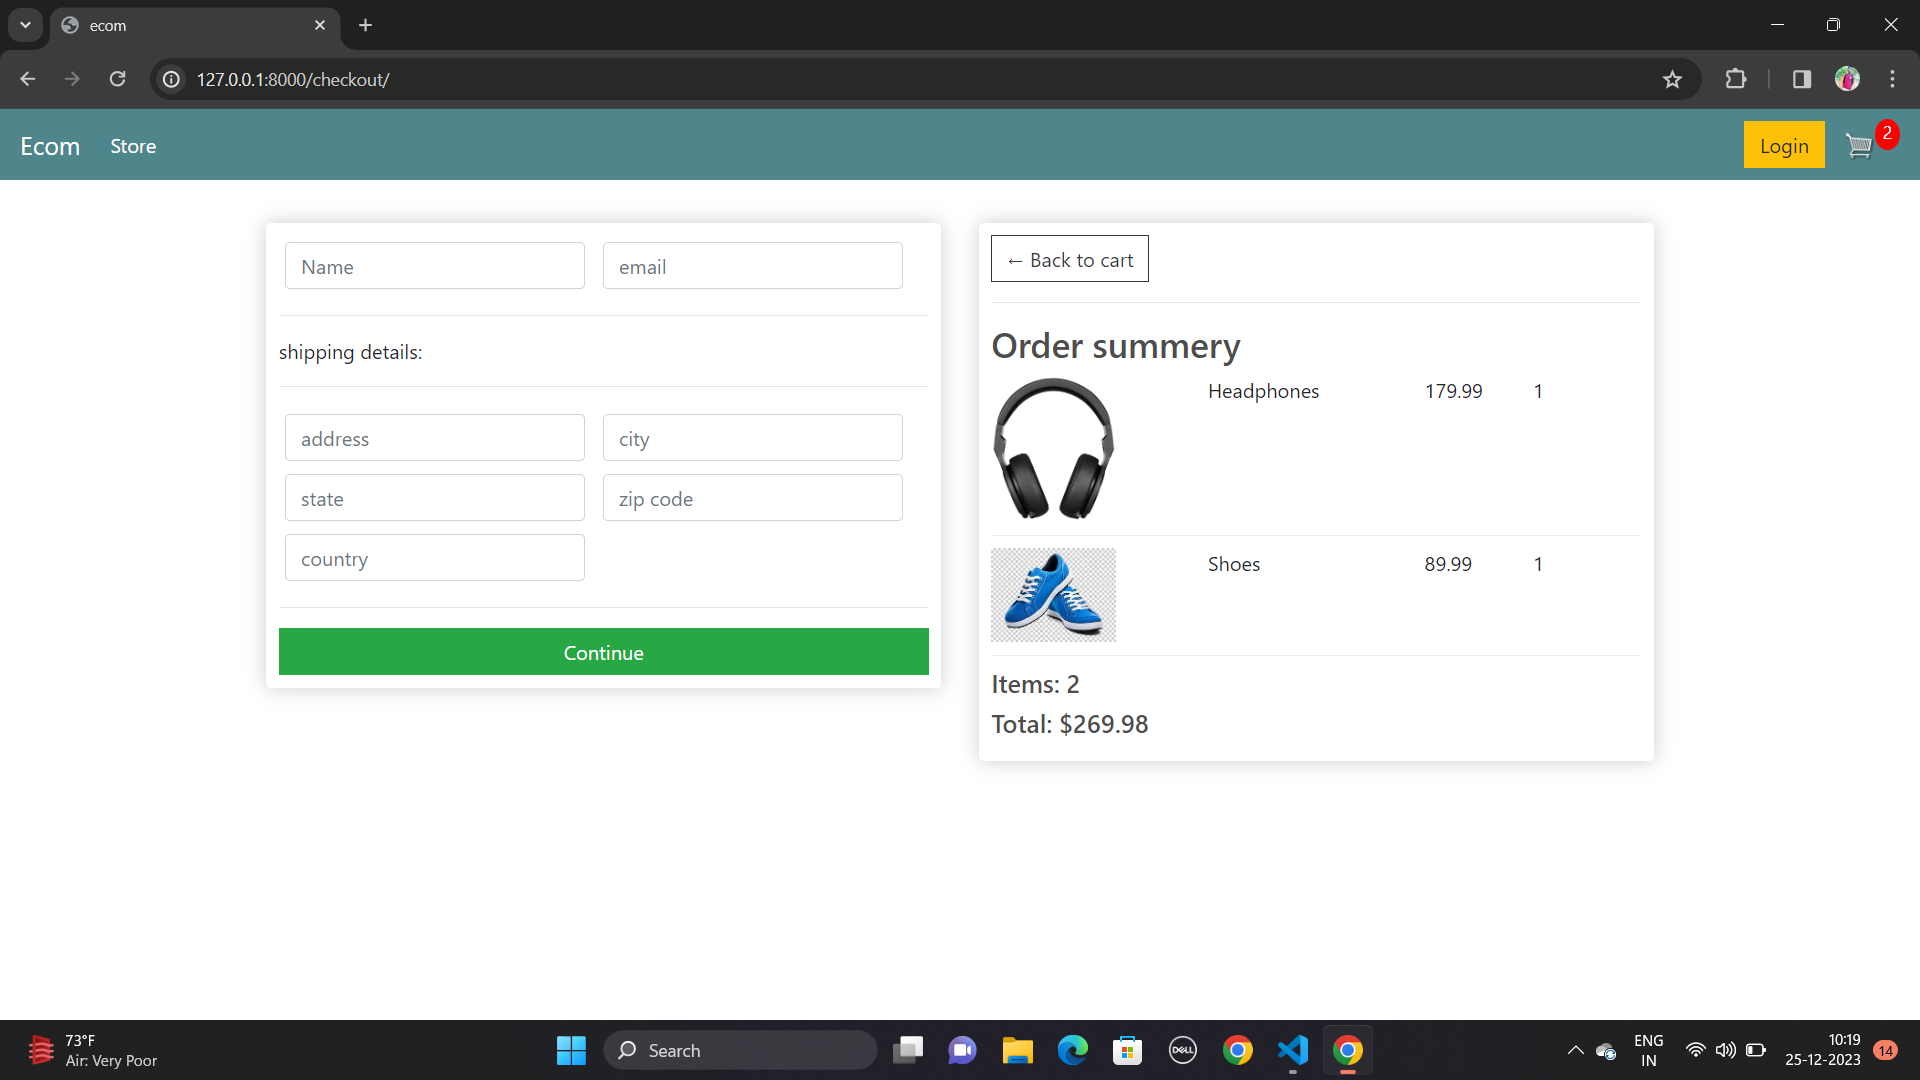 ecom
127.0.0.1:8000/checkout/
Ecom Store Login 2
Name email
shipping details:
address city
state zip code
country
Continue
← Back to cart
Order summery
Headphones 179.99 1
Shoes 89.99 1
Items: 2
Total: $269.98
73°F
Air: Very Poor
Search
DELL
ENG
IN
10:19
25-12-2023
14